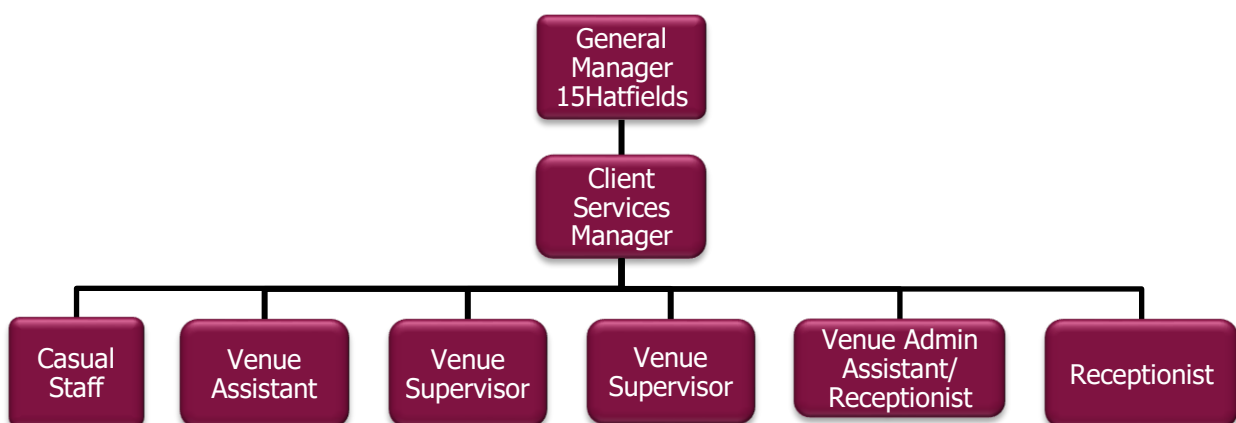 General
Manager
15Hatfields
Client
Services
Manager
Casual
Staff
Venue
Assistant
Venue
Supervisor
Venue
Supervisor
Venue Admin
Assistant/
Receptionist
Receptionist